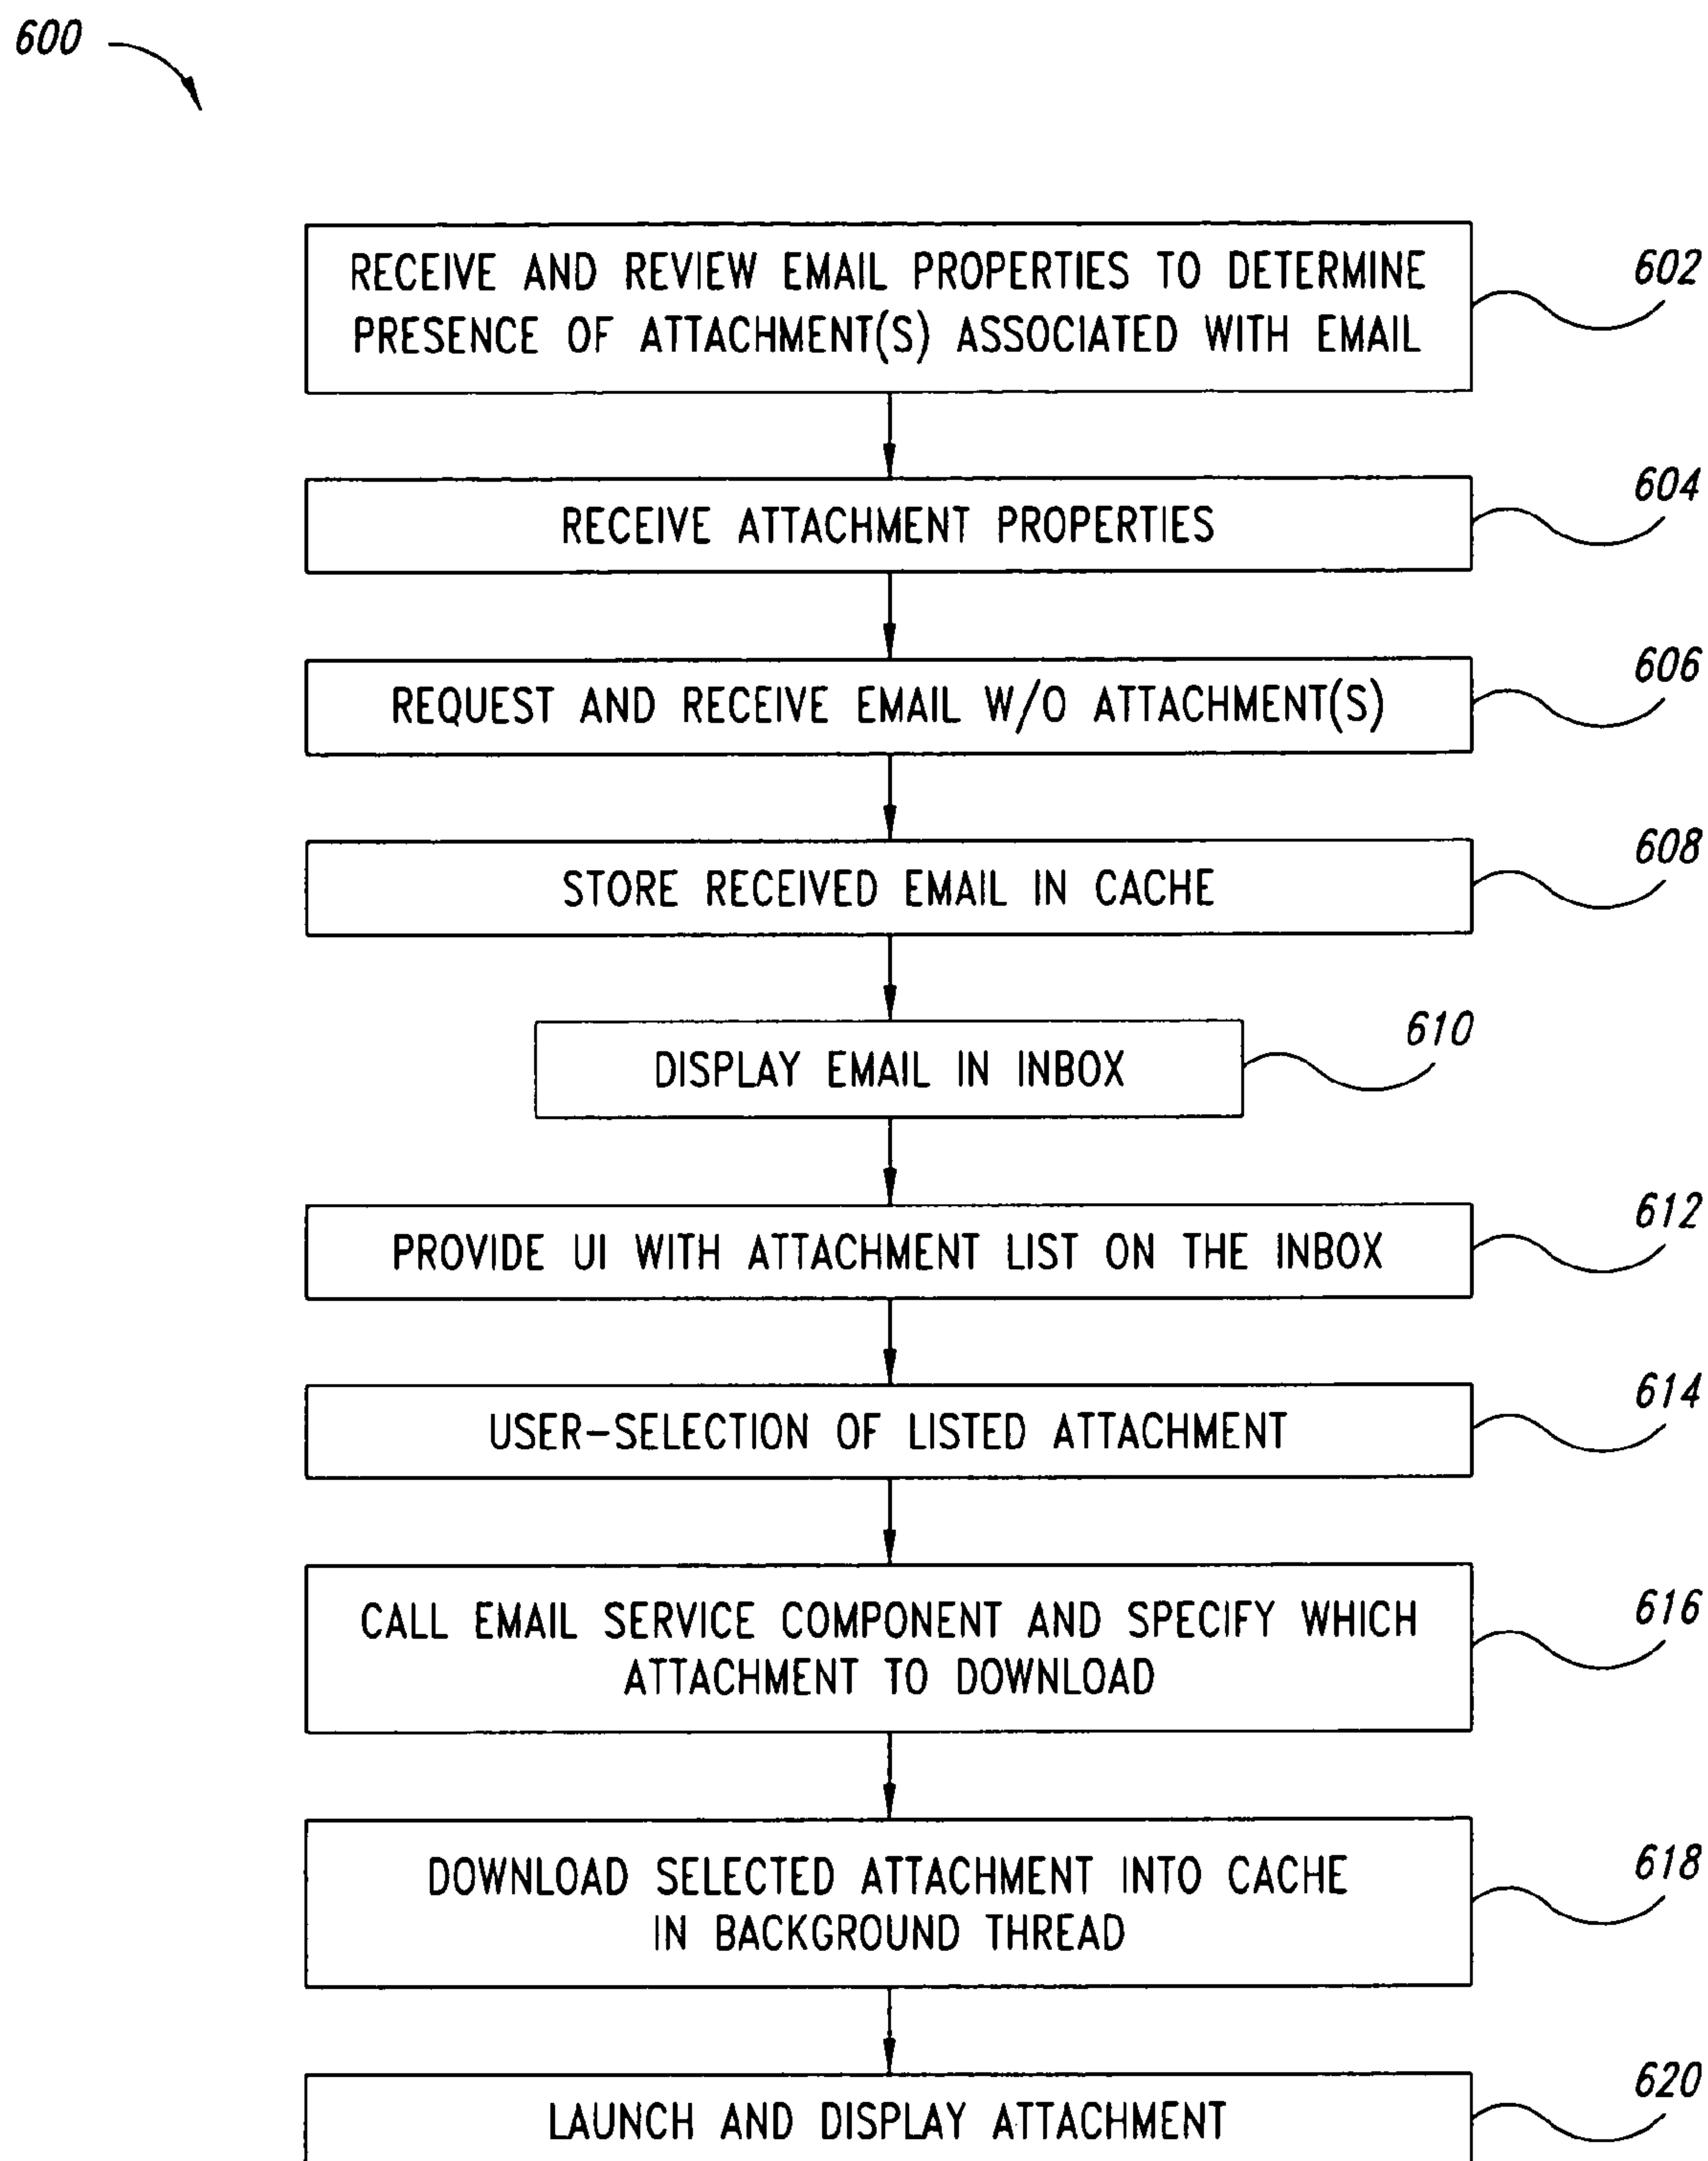 600
RECEIVE AND REVIEW EMAIL PROPERTIES TO DETERMINE
PRESENCE OF ATTACHMENT(S) ASSOCIATED WITH EMAIL
602
RECEIVE ATTACHMENT PROPERTIES
604
REQUEST AND RECEIVE EMAIL W/O ATTACHMENT(S)
606
STORE RECEIVED EMAIL IN CACHE
608
DISPLAY EMAIL IN INBOX
610
PROVIDE UI WITH ATTACHMENT LIST ON THE INBOX
612
USER-SELECTION OF LISTED ATTACHMENT
614
CALL EMAIL SERVICE COMPONENT AND SPECIFY WHICH
ATTACHMENT TO DOWNLOAD
616
DOWNLOAD SELECTED ATTACHMENT INTO CACHE
IN BACKGROUND THREAD
618
LAUNCH AND DISPLAY ATTACHMENT
620